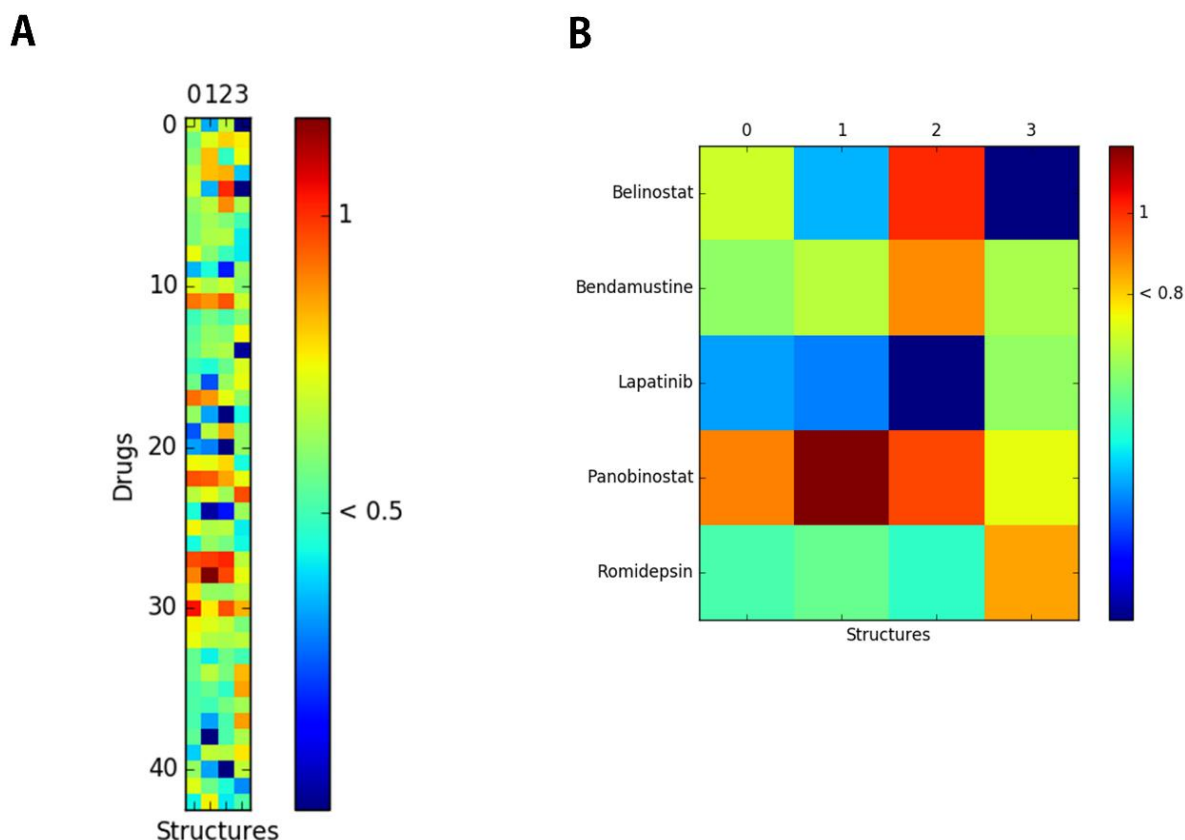 A
B
0123
0
10
20
30
40
Drugs
Structures
1
< 0.5
0 1 2 3
Belinostat
Bendamustine
Lapatinib
Panobinostat
Romidepsin
Structures
1
< 0.8